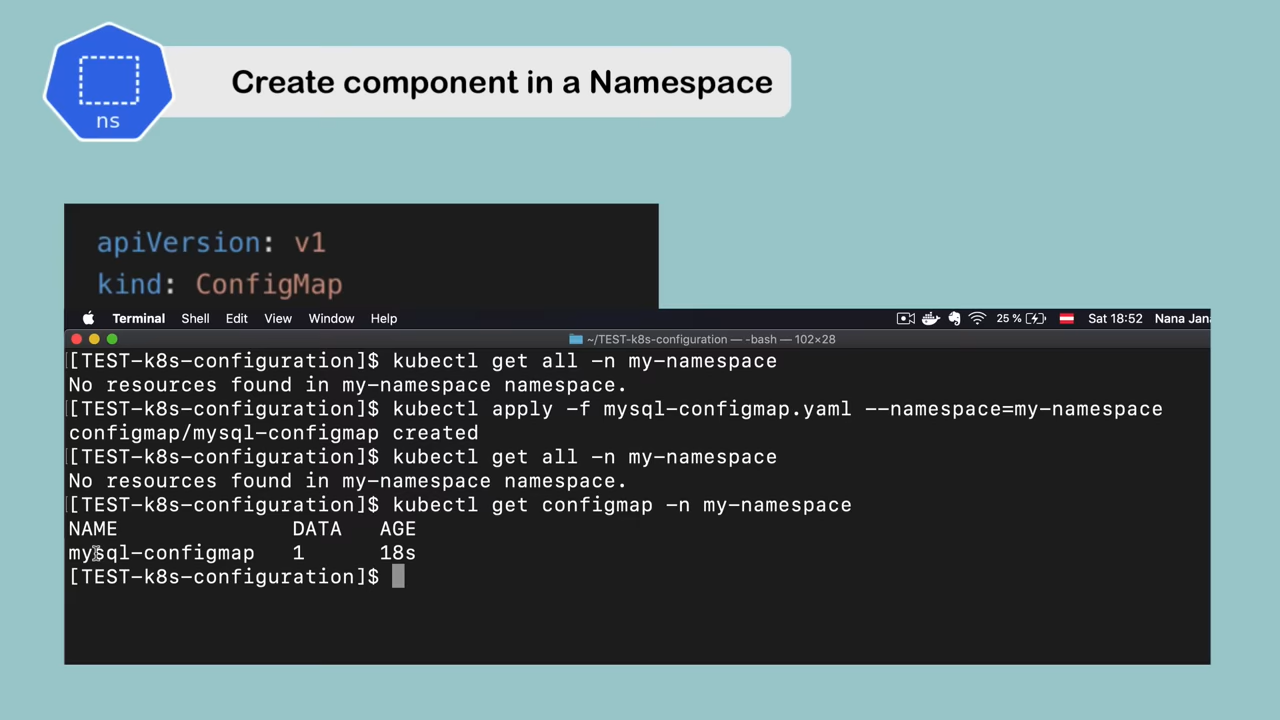 ns
Create component in a Namespace
apiVersion: v1
kind: ConfigMap
Terminal Shell Edit View Window Help 25 % Sat 18:52 Nana Jana
~/TEST-k8s-configuration — -bash — 102×28
[TEST-k8s-configuration]$ kubectl get all -n my-namespace
No resources found in my-namespace namespace.
[TEST-k8s-configuration]$ kubectl apply -f mysql-configmap.yaml --namespace=my-namespace
configmap/mysql-configmap created
[TEST-k8s-configuration]$ kubectl get all -n my-namespace
No resources found in my-namespace namespace.
[TEST-k8s-configuration]$ kubectl get configmap -n my-namespace
NAME DATA AGE
mysql-configmap 1 18s
[TEST-k8s-configuration]$